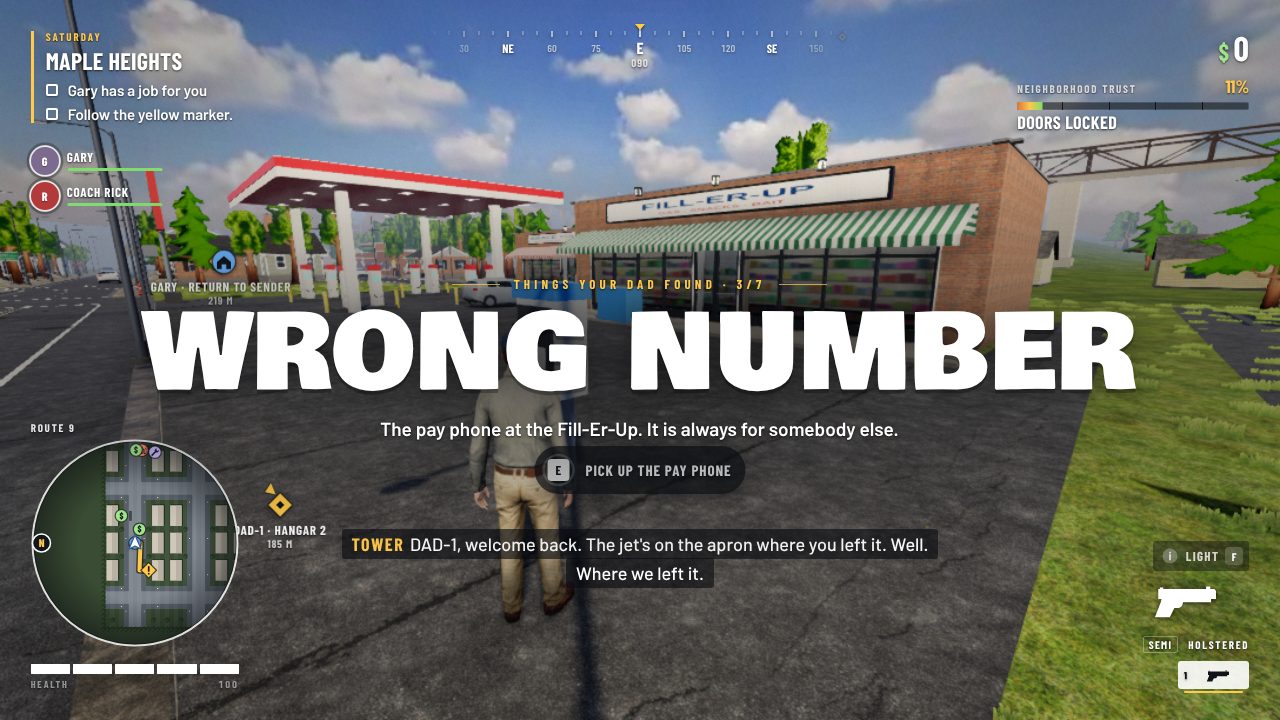 SATURDAY
MAPLE HEIGHTS
Gary has a job for you
Follow the yellow marker.
G GARY
R COACH RICK
30 NE 60 75 E 105 120 SE 150
090
$ 0
NEIGHBORHOOD TRUST 11%
DOORS LOCKED
FILL-ER-UP
GAS SNACKS BAIT
GARY · RETURN TO SENDER
219 M
THINGS YOUR DAD FOUND · 3/7
WRONG NUMBER
The pay phone at the Fill-Er-Up. It is always for somebody else.
E PICK UP THE PAY PHONE
ROUTE 9
N
DAD-1 · HANGAR 2
185 M
TOWER DAD-1, welcome back. The jet's on the apron where you left it. Well.
Where we left it.
LIGHT F
SEMI HOLSTERED
1
HEALTH 100